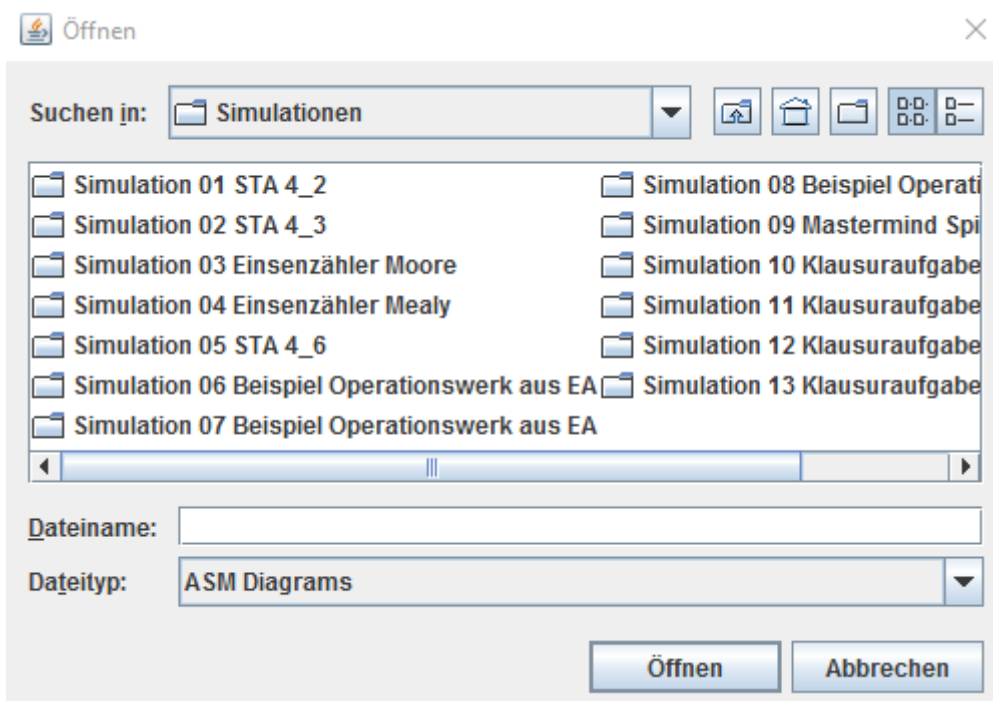 Öffnen
Suchen in: Simulationen
Simulation 01 STA 4_2
Simulation 02 STA 4_3
Simulation 03 Einsenzähler Moore
Simulation 04 Einsenzähler Mealy
Simulation 05 STA 4_6
Simulation 06 Beispiel Operationswerk aus EA
Simulation 07 Beispiel Operationswerk aus EA
Simulation 08 Beispiel Operati
Simulation 09 Mastermind Spi
Simulation 10 Klausuraufgabe
Simulation 11 Klausuraufgabe
Simulation 12 Klausuraufgabe
Simulation 13 Klausuraufgabe
Dateiname:
Dateityp: ASM Diagrams
Öffnen Abbrechen